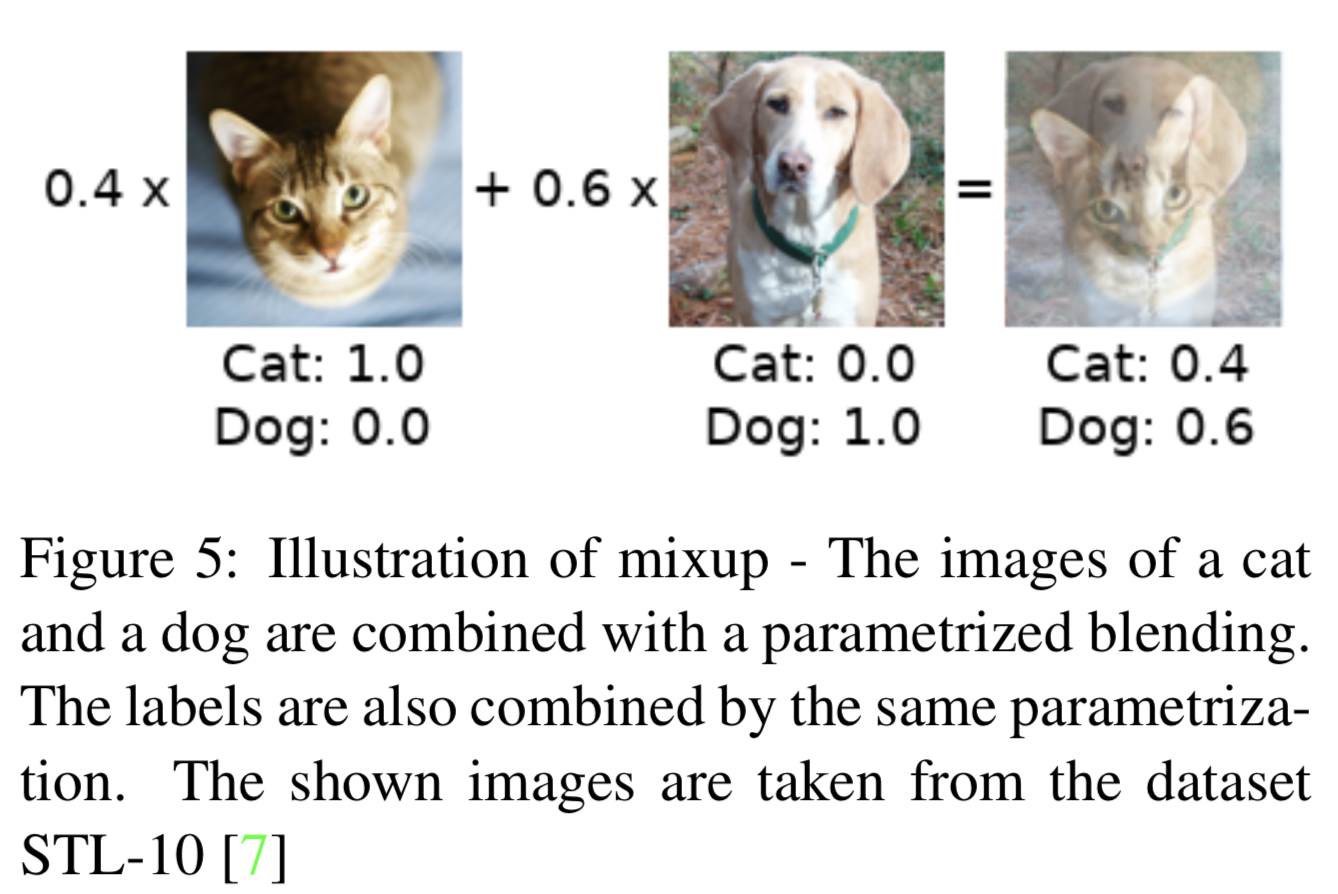 0.4 x + 0.6 x =
Cat: 1.0 Cat: 0.0 Cat: 0.4
Dog: 0.0 Dog: 1.0 Dog: 0.6
Figure 5: Illustration of mixup - The images of a cat
and a dog are combined with a parametrized blending.
The labels are also combined by the same parametriza-
tion. The shown images are taken from the dataset
STL-10 [7]